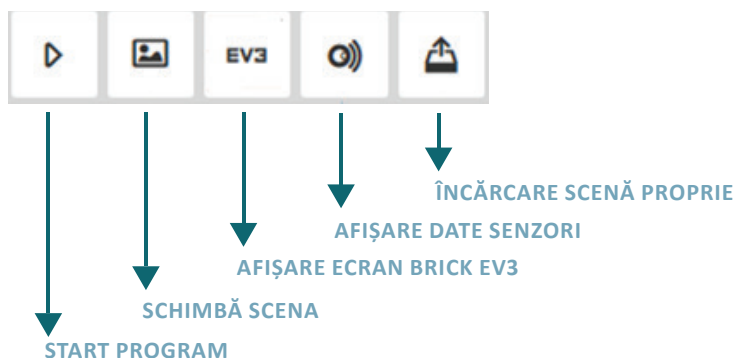 EV3
ÎNCĂRCARE SCENĂ PROPRIE
AFIȘARE DATE SENZORI
AFIȘARE ECRAN BRICK EV3
SCHIMBĂ SCENA
START PROGRAM